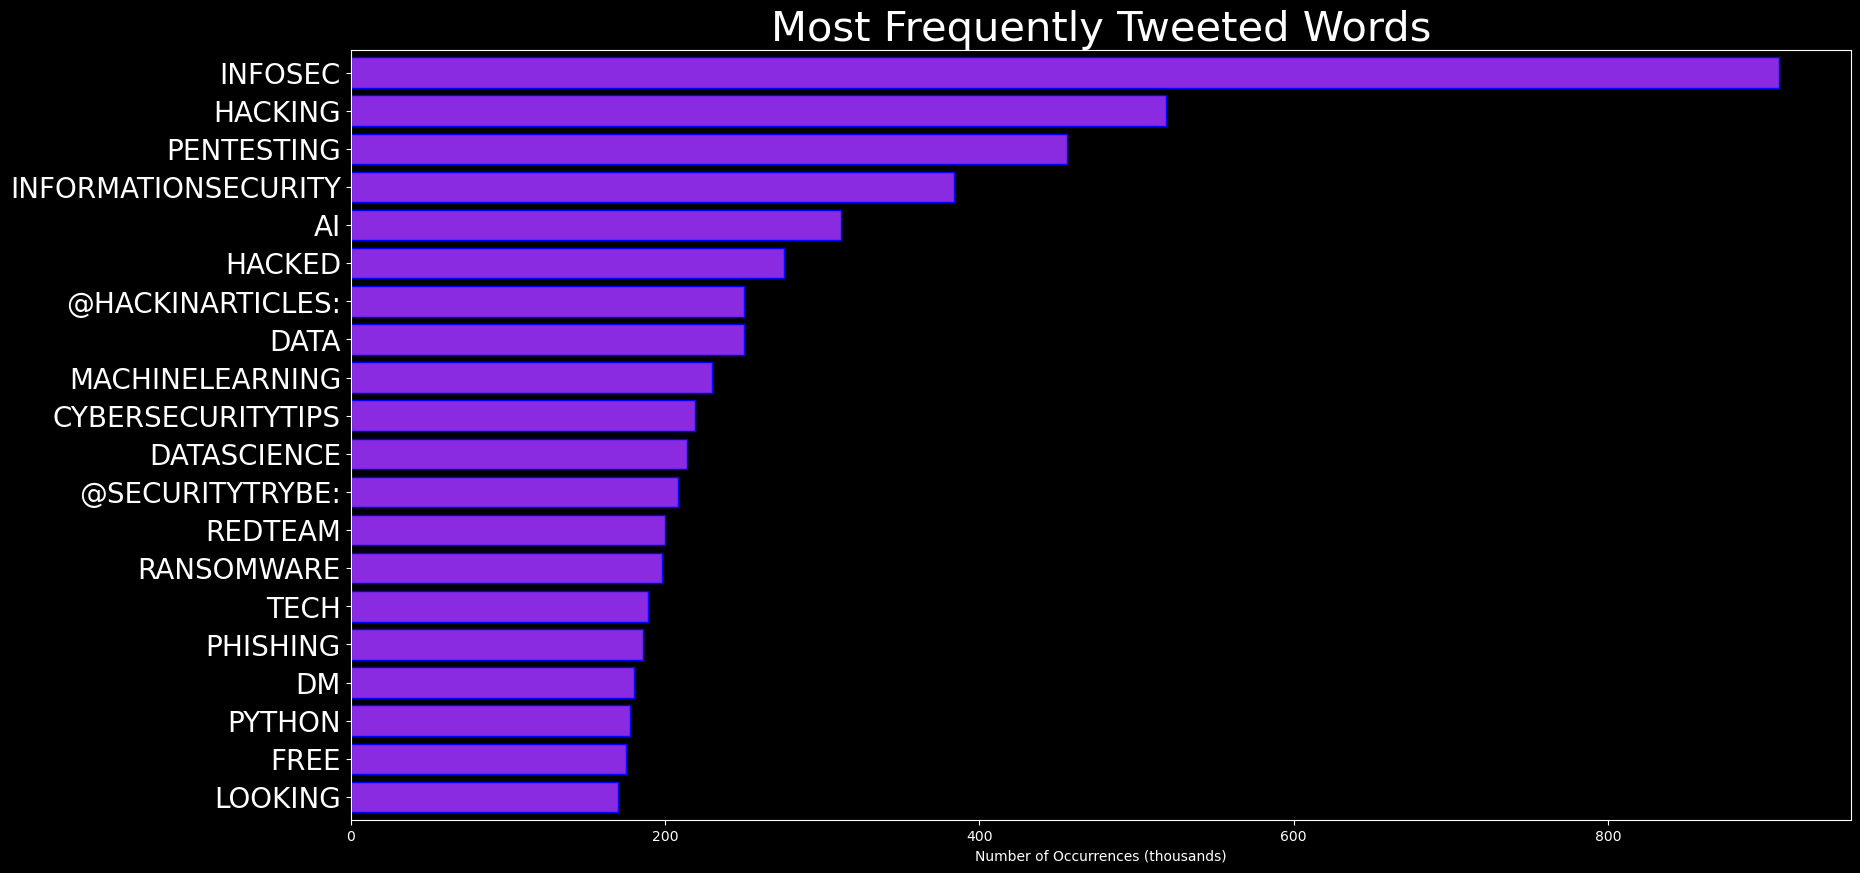 Most Frequently Tweeted Words
INFOSEC
HACKING
PENTESTING
INFORMATIONSECURITY
AI
HACKED
@HACKINARTICLES:
DATA
MACHINELEARNING
CYBERSECURITYTIPS
DATASCIENCE
@SECURITYTRYBE:
REDTEAM
RANSOMWARE
TECH
PHISHING
DM
PYTHON
FREE
LOOKING
0 200 400 600 800
Number of Occurrences (thousands)